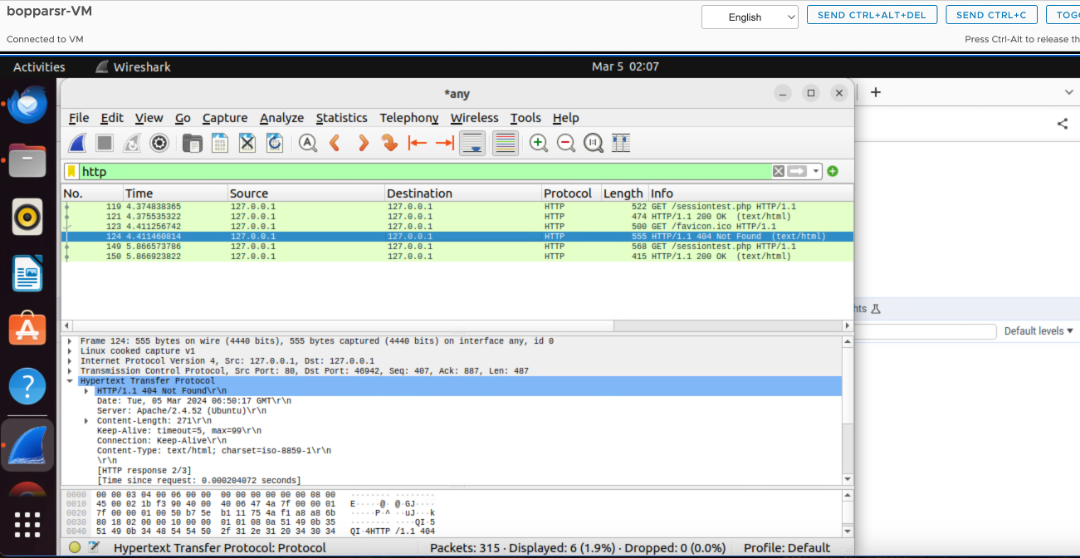 bopparsr-VM
English
SEND CTRL+ALT+DEL
SEND CTRL+C
TOGG
Connected to VM
Press Ctrl-Alt to release th
Activities
Wireshark
Mar 5 02:07
*any
File Edit View Go Capture Analyze Statistics Telephony Wireless Tools Help
http
No. Time Source Destination Protocol Length Info
119 4.374838365 127.0.0.1 127.0.0.1 HTTP 522 GET /sessiontest.php HTTP/1.1
121 4.375535322 127.0.0.1 127.0.0.1 HTTP 474 HTTP/1.1 200 OK (text/html)
123 4.411256742 127.0.0.1 127.0.0.1 HTTP 500 GET /favicon.ico HTTP/1.1
124 4.411460814 127.0.0.1 127.0.0.1 HTTP 555 HTTP/1.1 404 Not Found (text/html)
149 5.866573786 127.0.0.1 127.0.0.1 HTTP 568 GET /sessiontest.php HTTP/1.1
150 5.866923822 127.0.0.1 127.0.0.1 HTTP 415 HTTP/1.1 200 OK (text/html)
hts
Default levels
Frame 124: 555 bytes on wire (4440 bits), 555 bytes captured (4440 bits) on interface any, id 0
Linux cooked capture v1
Internet Protocol Version 4, Src: 127.0.0.1, Dst: 127.0.0.1
Transmission Control Protocol, Src Port: 80, Dst Port: 46942, Seq: 407, Ack: 887, Len: 487
Hypertext Transfer Protocol
HTTP/1.1 404 Not Found\r\n
Date: Tue, 05 Mar 2024 06:50:17 GMT\r\n
Server: Apache/2.4.52 (Ubuntu)\r\n
Content-Length: 271\r\n
Keep-Alive: timeout=5, max=99\r\n
Connection: Keep-Alive\r\n
Content-Type: text/html; charset=iso-8859-1\r\n
\r\n
[HTTP response 2/3]
[Time since request: 0.000204072 seconds]
0000 00 00 03 04 00 06 00 00 00 00 00 00 00 00 08 00 ········ ········
0010 45 00 02 1b f3 90 40 00 40 06 47 4a 7f 00 00 01 E·····@· @·GJ····
0020 7f 00 00 01 00 50 b7 5e b1 11 75 4a f1 a8 a8 6b ·····P·^ ··uJ···k
0030 80 18 02 00 00 10 00 00 01 01 08 0a 51 49 0b 35 ········ ····QI·5
0040 51 49 0b 34 48 54 54 50 2f 31 2e 31 20 34 30 34 QI·4HTTP /1.1 404
Hypertext Transfer Protocol: Protocol
Packets: 315 · Displayed: 6 (1.9%) · Dropped: 0 (0.0%)
Profile: Default